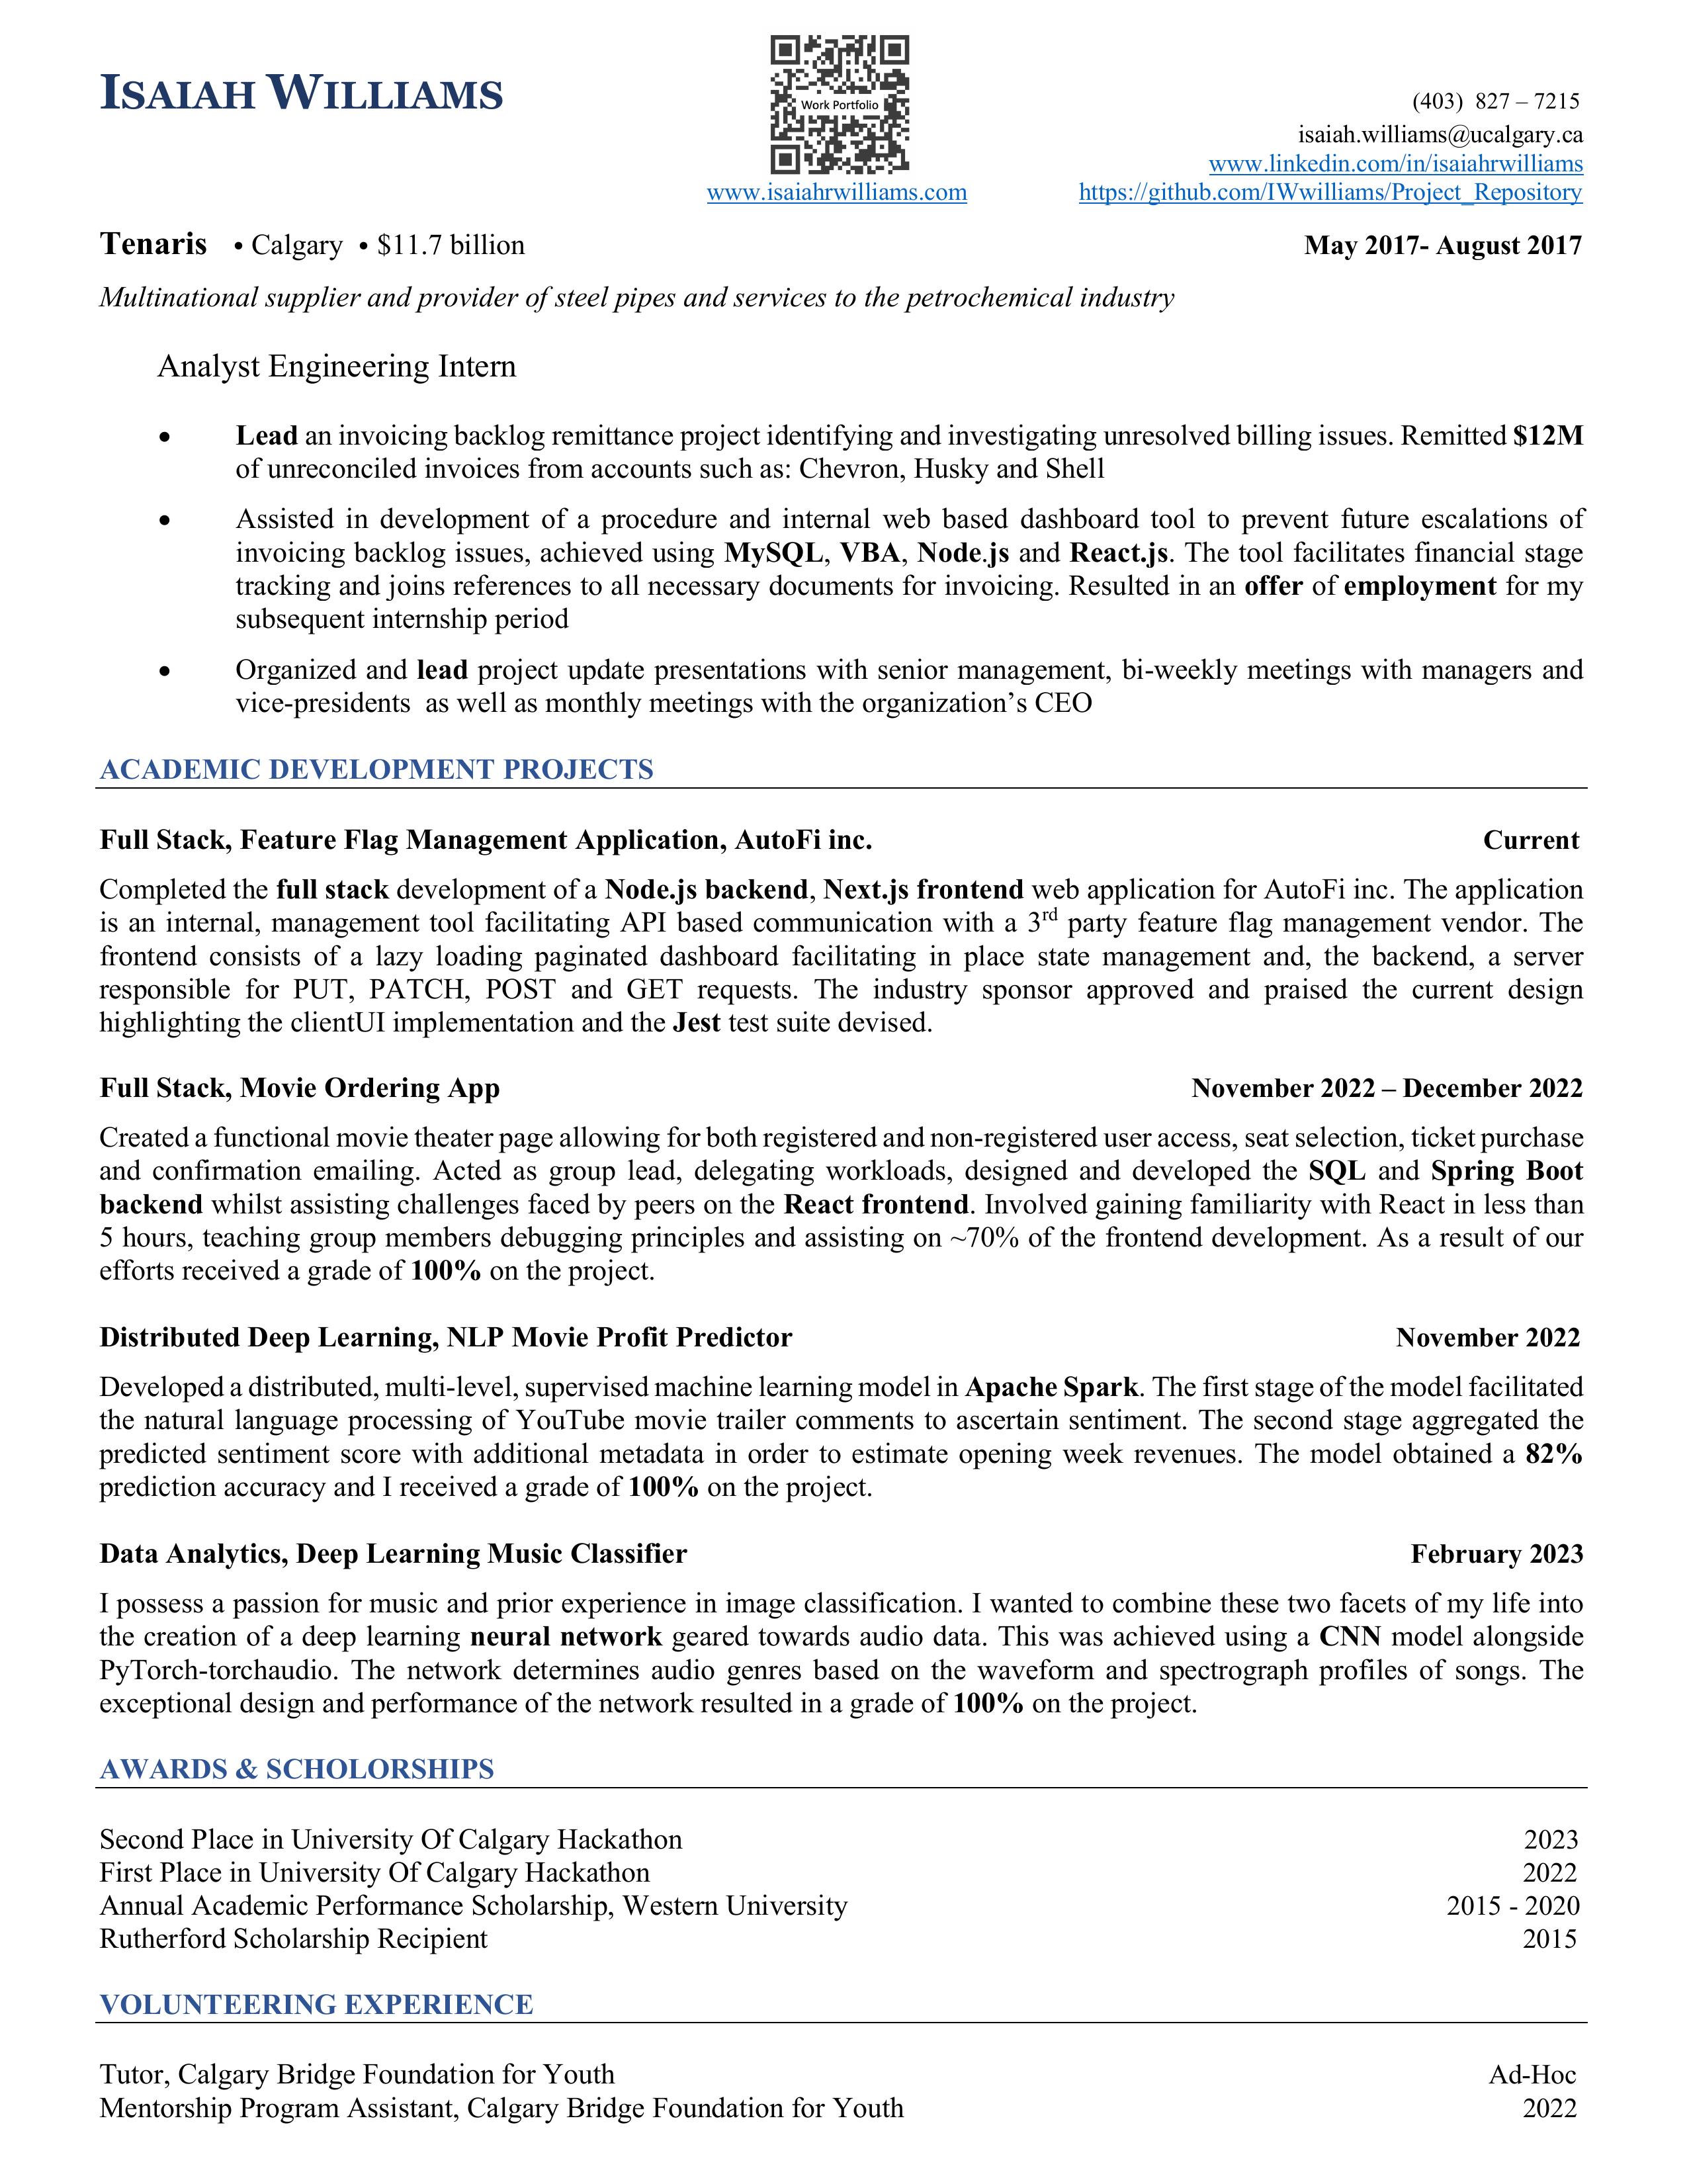 ISAIAH WILLIAMS
Work Portfolio
www.isaiahrwilliams.com
(403) 827 – 7215
isaiah.williams@ucalgary.ca
www.linkedin.com/in/isaiahrwilliams
https://github.com/IWwilliams/Project_Repository
Tenaris • Calgary • $11.7 billion May 2017- August 2017
Multinational supplier and provider of steel pipes and services to the petrochemical industry
Analyst Engineering Intern
• Lead an invoicing backlog remittance project identifying and investigating unresolved billing issues. Remitted $12M
of unreconciled invoices from accounts such as: Chevron, Husky and Shell
• Assisted in development of a procedure and internal web based dashboard tool to prevent future escalations of
invoicing backlog issues, achieved using MySQL, VBA, Node.js and React.js. The tool facilitates financial stage
tracking and joins references to all necessary documents for invoicing. Resulted in an offer of employment for my
subsequent internship period
• Organized and lead project update presentations with senior management, bi-weekly meetings with managers and
vice-presidents as well as monthly meetings with the organization’s CEO
ACADEMIC DEVELOPMENT PROJECTS
Full Stack, Feature Flag Management Application, AutoFi inc. Current
Completed the full stack development of a Node.js backend, Next.js frontend web application for AutoFi inc. The application
is an internal, management tool facilitating API based communication with a 3rd party feature flag management vendor. The
frontend consists of a lazy loading paginated dashboard facilitating in place state management and, the backend, a server
responsible for PUT, PATCH, POST and GET requests. The industry sponsor approved and praised the current design
highlighting the clientUI implementation and the Jest test suite devised.
Full Stack, Movie Ordering App November 2022 – December 2022
Created a functional movie theater page allowing for both registered and non-registered user access, seat selection, ticket purchase
and confirmation emailing. Acted as group lead, delegating workloads, designed and developed the SQL and Spring Boot
backend whilst assisting challenges faced by peers on the React frontend. Involved gaining familiarity with React in less than
5 hours, teaching group members debugging principles and assisting on ~70% of the frontend development. As a result of our
efforts received a grade of 100% on the project.
Distributed Deep Learning, NLP Movie Profit Predictor November 2022
Developed a distributed, multi-level, supervised machine learning model in Apache Spark. The first stage of the model facilitated
the natural language processing of YouTube movie trailer comments to ascertain sentiment. The second stage aggregated the
predicted sentiment score with additional metadata in order to estimate opening week revenues. The model obtained a 82%
prediction accuracy and I received a grade of 100% on the project.
Data Analytics, Deep Learning Music Classifier February 2023
I possess a passion for music and prior experience in image classification. I wanted to combine these two facets of my life into
the creation of a deep learning neural network geared towards audio data. This was achieved using a CNN model alongside
PyTorch-torchaudio. The network determines audio genres based on the waveform and spectrograph profiles of songs. The
exceptional design and performance of the network resulted in a grade of 100% on the project.
AWARDS & SCHOLORSHIPS
Second Place in University Of Calgary Hackathon 2023
First Place in University Of Calgary Hackathon 2022
Annual Academic Performance Scholarship, Western University 2015 - 2020
Rutherford Scholarship Recipient 2015
VOLUNTEERING EXPERIENCE
Tutor, Calgary Bridge Foundation for Youth Ad-Hoc
Mentorship Program Assistant, Calgary Bridge Foundation for Youth 2022